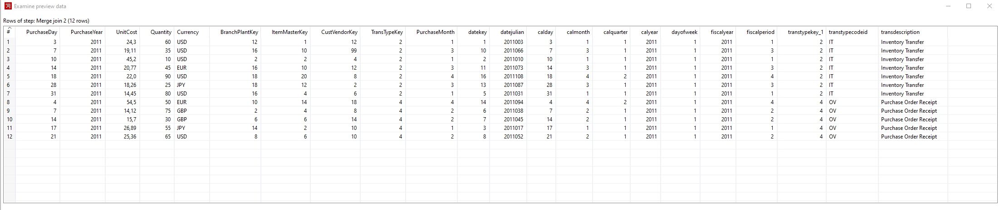 Examine preview data
Rows of step: Merge join 2 (12 rows)
# PurchaseDay PurchaseYear UnitCost Quantity Currency BranchPlantKey ItemMasterKey CustVendorKey TransTypeKey PurchaseMonth datekey datejulian calday calmonth calquarter calyear dayofweek fiscalyear fiscalperiod transtypekey_1 transtypecodeid transdescription
1 3 2011 24,3 60 USD 12 1 12 2 1 1 2011003 3 1 1 2011 1 2011 1 2 IT Inventory Transfer
2 7 2011 19,11 35 USD 16 10 99 2 3 10 2011066 7 3 1 2011 1 2011 3 2 IT Inventory Transfer
3 10 2011 45,2 10 USD 2 2 4 2 1 2 2011010 10 1 1 2011 1 2011 1 2 IT Inventory Transfer
4 14 2011 20,77 45 EUR 16 10 12 2 3 11 2011073 14 3 1 2011 1 2011 3 2 IT Inventory Transfer
5 18 2011 22,0 90 USD 18 20 8 2 4 16 2011108 18 4 2 2011 1 2011 4 2 IT Inventory Transfer
6 28 2011 18,26 25 JPY 18 12 2 2 3 13 2011087 28 3 1 2011 1 2011 3 2 IT Inventory Transfer
7 31 2011 14,45 80 USD 16 4 6 2 1 5 2011031 31 1 1 2011 1 2011 1 2 IT Inventory Transfer
8 4 2011 54,5 50 EUR 10 14 18 4 4 14 2011094 4 4 2 2011 1 2011 4 4 OV Purchase Order Receipt
9 7 2011 14,12 75 GBP 2 4 8 4 2 6 2011038 7 2 1 2011 1 2011 2 4 OV Purchase Order Receipt
10 14 2011 15,7 30 GBP 6 6 14 4 2 7 2011045 14 2 1 2011 1 2011 2 4 OV Purchase Order Receipt
11 17 2011 26,89 55 JPY 14 2 10 4 1 3 2011017 17 1 1 2011 1 2011 1 4 OV Purchase Order Receipt
12 21 2011 25,36 65 USD 8 6 10 4 2 8 2011052 21 2 1 2011 1 2011 2 4 OV Purchase Order Receipt